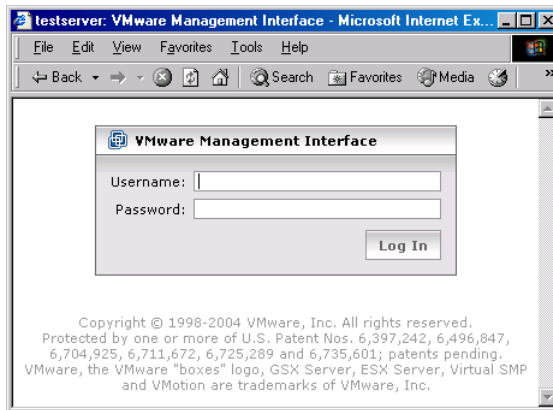 testserver: VMware Management Interface - Microsoft Internet Ex...
File Edit View Favorites Tools Help
Back Search Favorites Media »
VMware Management Interface
Username:
Password:
Log In
Copyright © 1998-2004 VMware, Inc. All rights reserved.
Protected by one or more of U.S. Patent Nos. 6,397,242, 6,496,847,
6,704,925, 6,711,672, 6,725,289 and 6,735,601; patents pending.
VMware, the VMware "boxes" logo, GSX Server, ESX Server, Virtual SMP
and VMotion are trademarks of VMware, Inc.